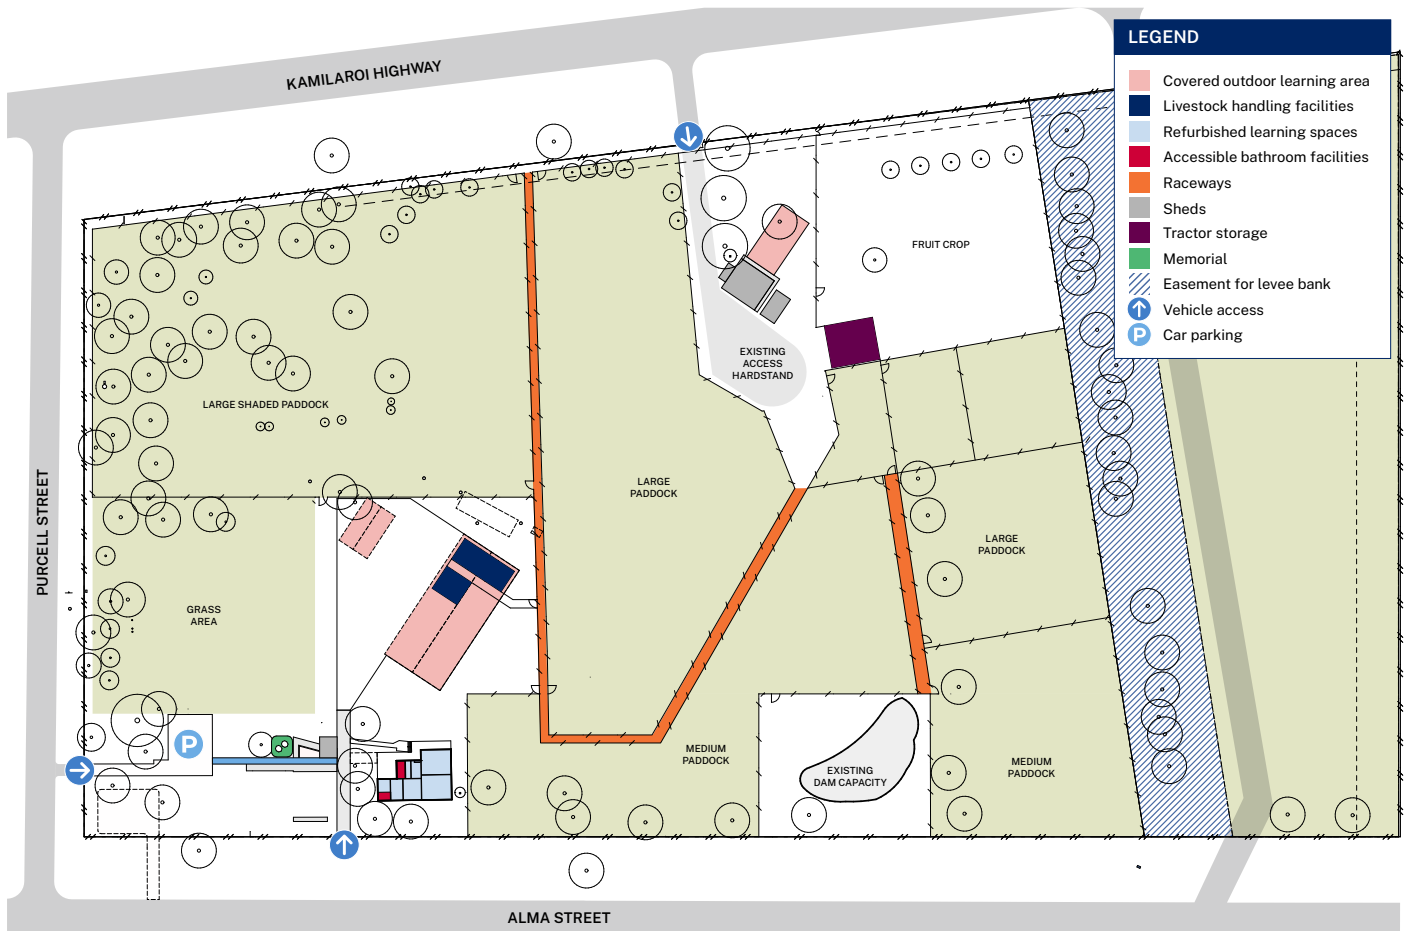 KAMILAROI HIGHWAY
LEGEND
Covered outdoor learning area
Livestock handling facilities
Refurbished learning spaces
Accessible bathroom facilities
Raceways
Sheds
Tractor storage
Memorial
Easement for levee bank
Vehicle access
P
Car parking
FRUIT CROP
EXISTING
ACCESS
HARDSTAND
LARGE SHADED PADDOCK
LARGE
PADDOCK
PURCELL STREET
LARGE
PADDOCK
GRASS
AREA
P
MEDIUM
PADDOCK
EXISTING
DAM CAPACITY
MEDIUM
PADDOCK
ALMA STREET